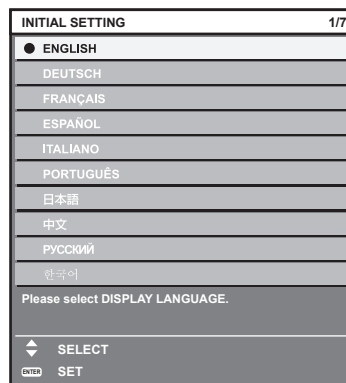 INITIAL SETTING 1/7
ENGLISH
DEUTSCH
FRANÇAIS
ESPAÑOL
ITALIANO
PORTUGUÊS
日本語
中文
РУССКИЙ
한국어
Please select DISPLAY LANGUAGE.
SELECT
ENTER SET